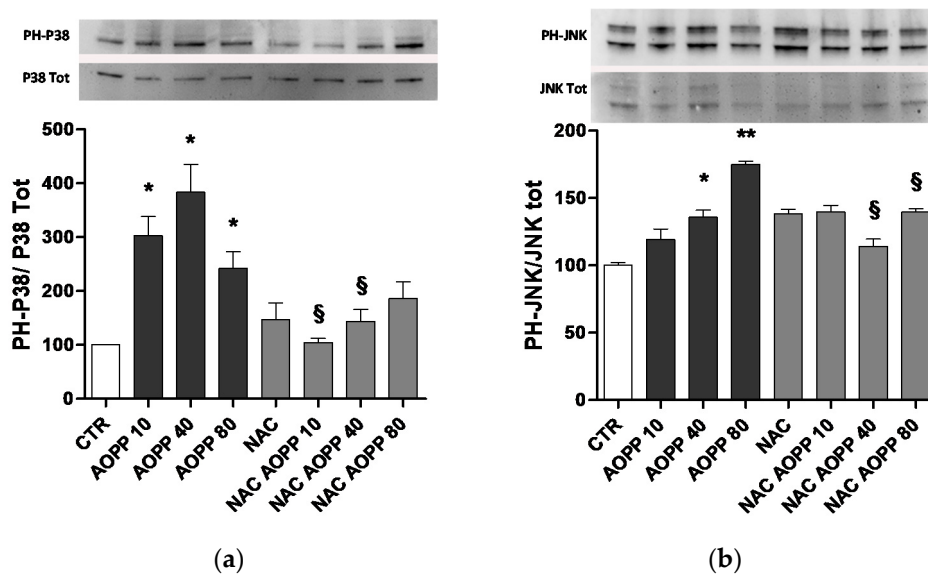 PH-P38
P38 Tot
500
400
300
200
100
0
PH-P38/ P38 Tot
*
*
*
§
§
CTR
AOPP 10
AOPP 40
AOPP 80
NAC
NAC AOPP 10
NAC AOPP 40
NAC AOPP 80
(a)
PH-JNK
JNK Tot
200
150
100
50
0
PH-JNK/JNK tot
*
**
§
§
CTR
AOPP 10
AOPP 40
AOPP 80
NAC
NAC AOPP 10
NAC AOPP 40
NAC AOPP 80
(b)